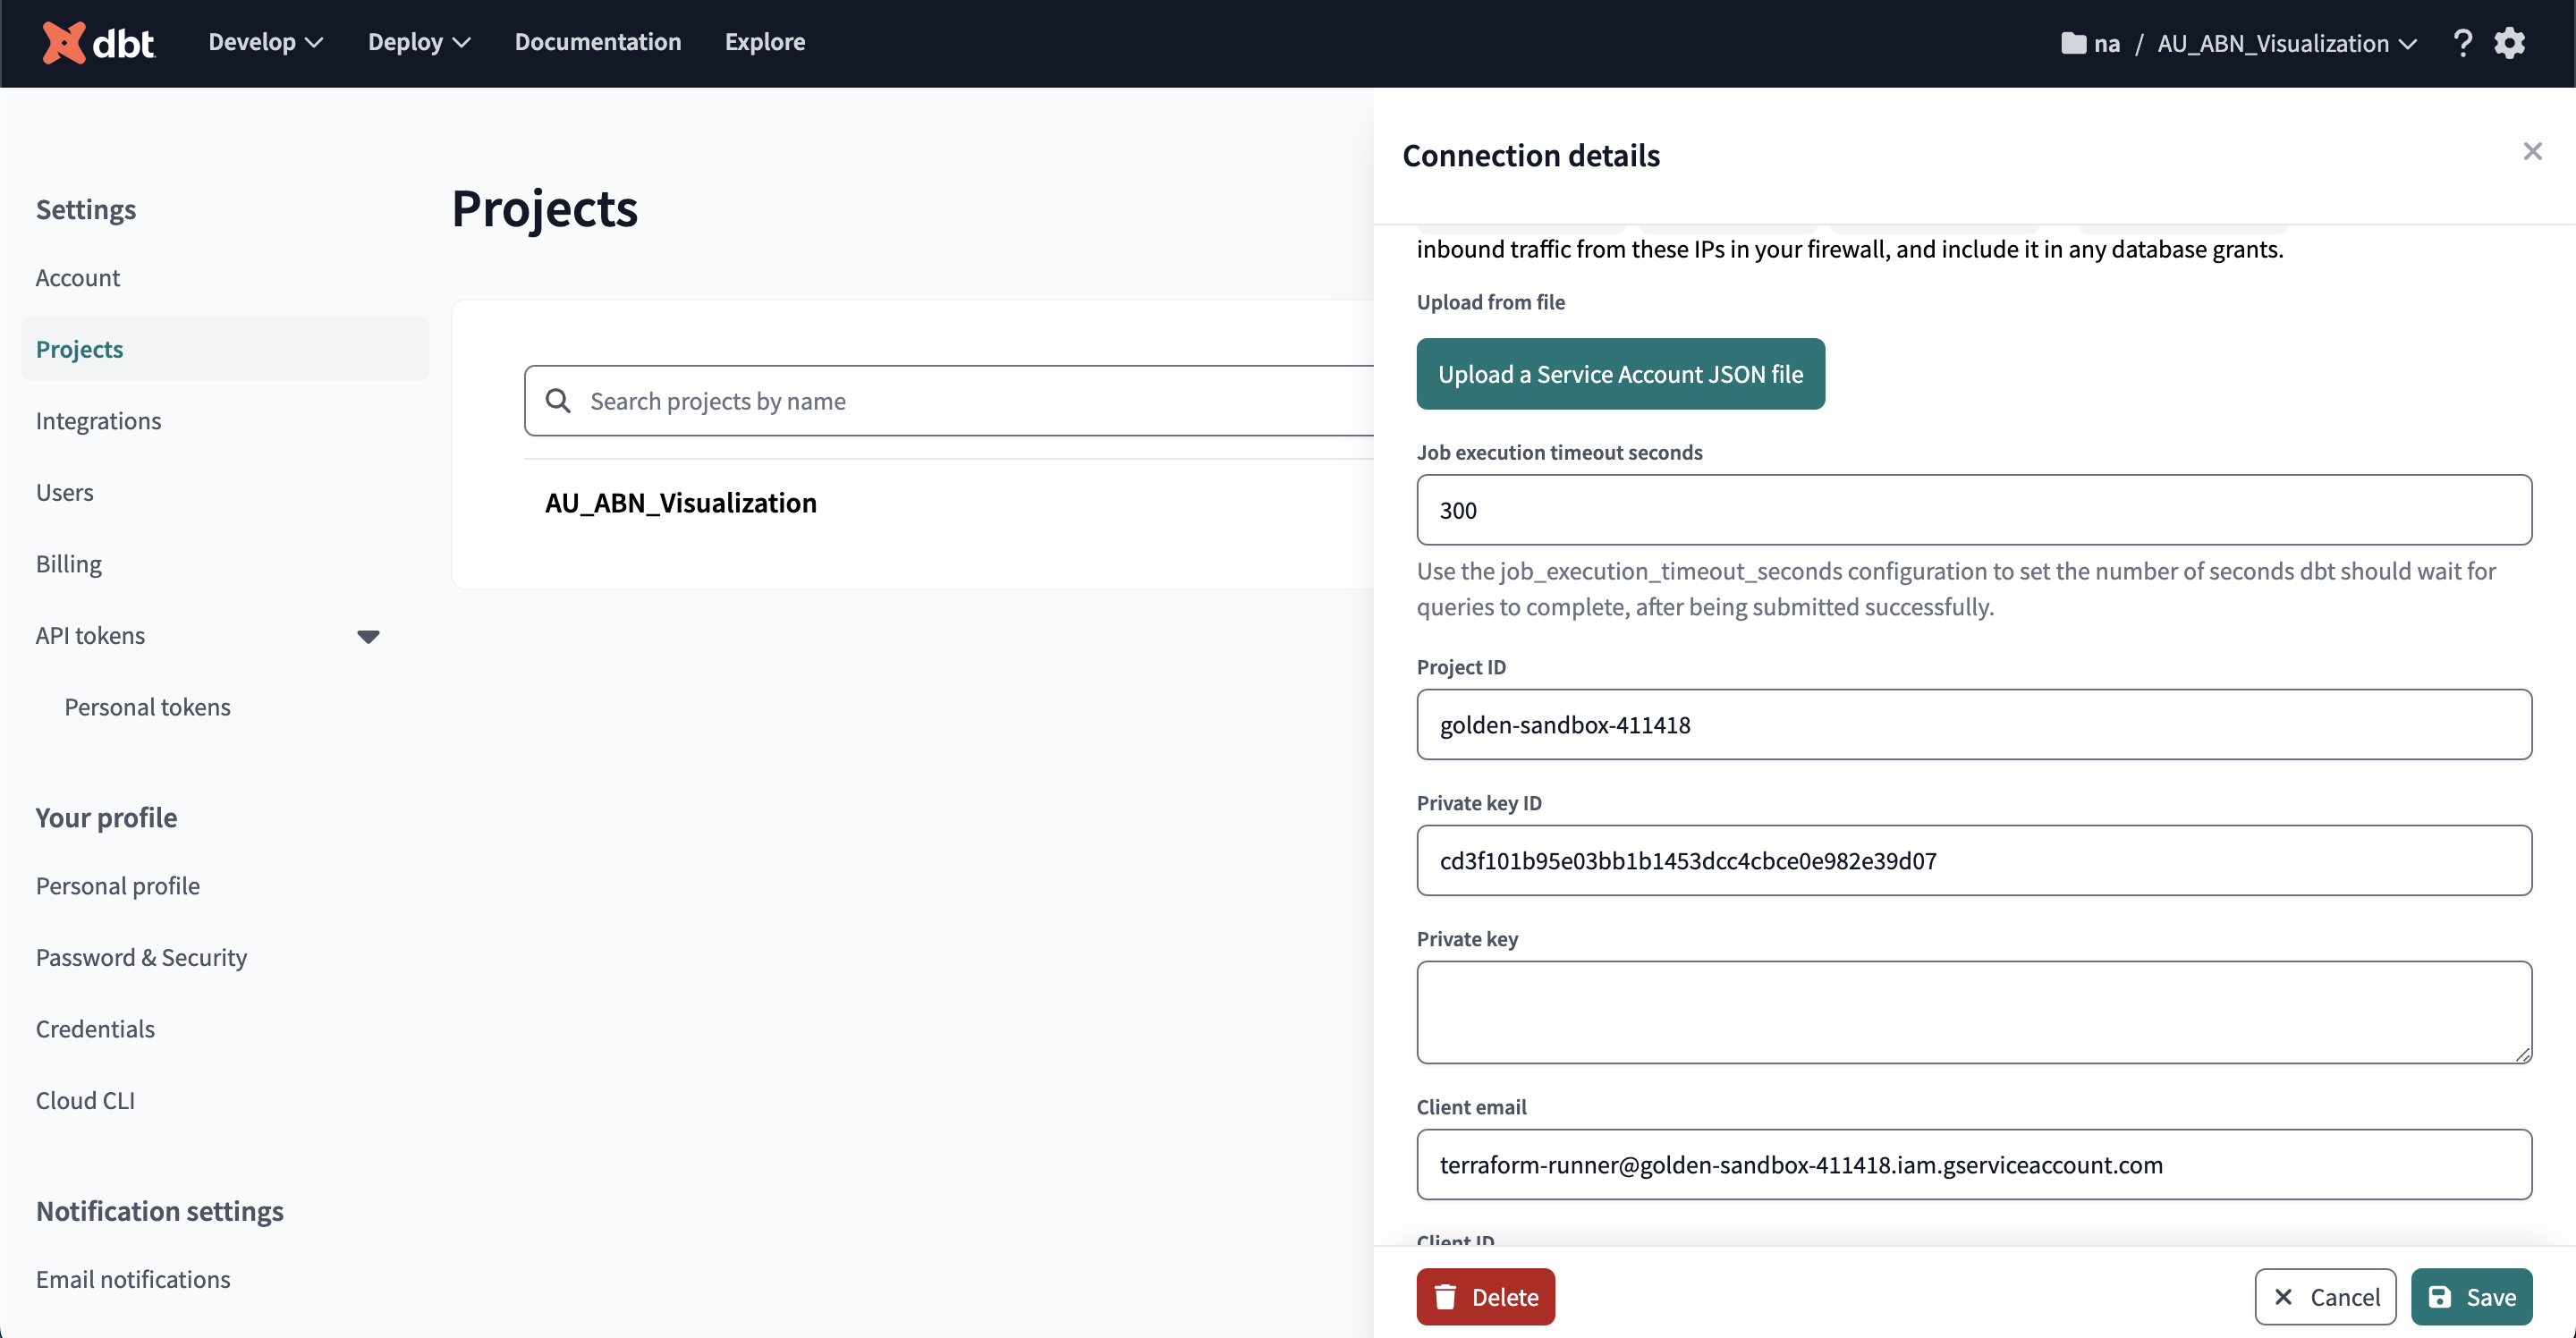 dbt
Develop
Deploy
Documentation
Explore
na / AU_ABN_Visualization
?
Settings
Account
Projects
Integrations
Users
Billing
API tokens
Personal tokens
Your profile
Personal profile
Password & Security
Credentials
Cloud CLI
Notification settings
Email notifications
Projects
Search projects by name
AU_ABN_Visualization
Connection details
inbound traffic from these IPs in your firewall, and include it in any database grants.
Upload from file
Upload a Service Account JSON file
Job execution timeout seconds
300
Use the job_execution_timeout_seconds configuration to set the number of seconds dbt should wait for
queries to complete, after being submitted successfully.
Project ID
golden-sandbox-411418
Private key ID
cd3f101b95e03bb1b1453dcc4cbce0e982e39d07
Private key
Client email
terraform-runner@golden-sandbox-411418.iam.gserviceaccount.com
Client ID
Delete
Cancel
Save